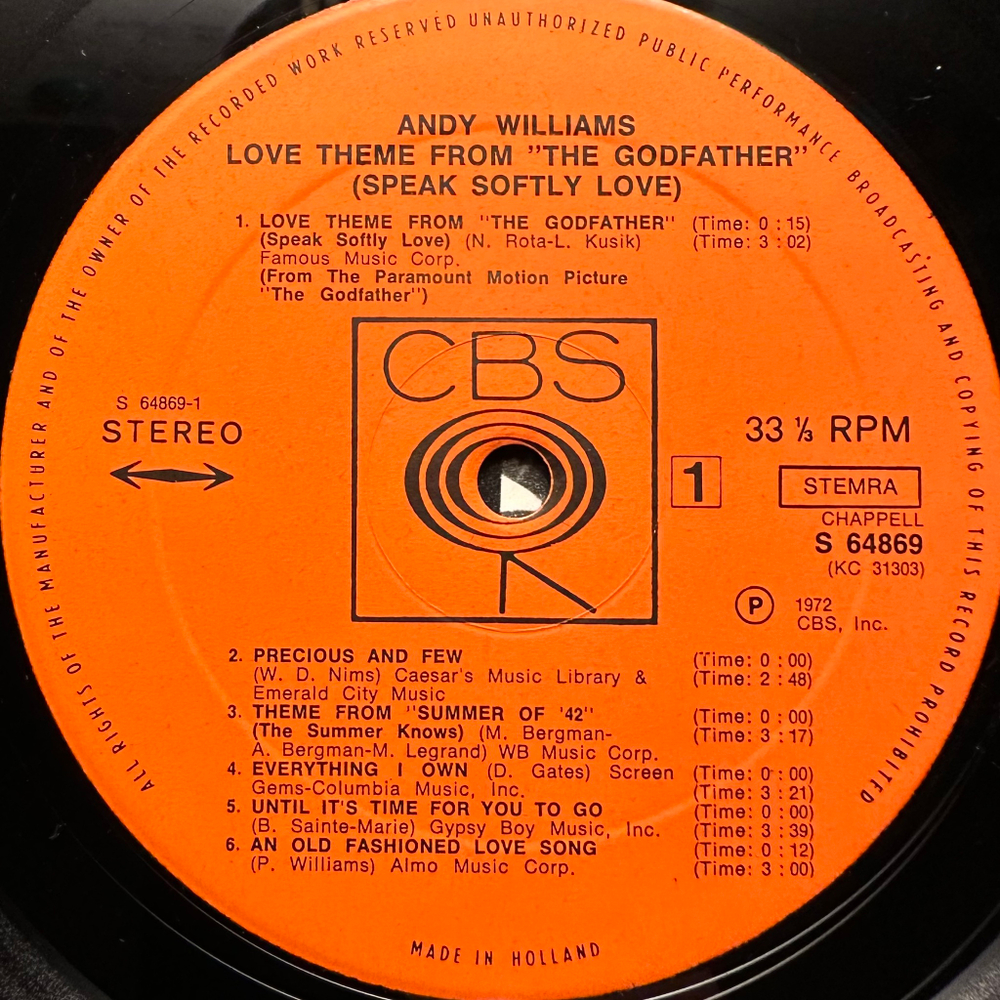 ALL RIGHTS OF THE MANUFACTURER AND OF THE OWNER OF THE RECORDED WORK RESERVED UNAUTHORIZED PUBLIC PERFORMANCE BROADCASTING AND COPYING OF THIS RECORD PROHIBITED
ANDY WILLIAMS
LOVE THEME FROM "THE GODFATHER"
(SPEAK SOFTLY LOVE)
1. LOVE THEME FROM "THE GODFATHER" (Time: 0 : 15)
(Speak Softly Love) (N. Rota-L. Kusik) (Time: 3 : 02)
Famous Music Corp.
(From The Paramount Motion Picture
"The Godfather")
CBS
S 64869-1
STEREO
33 ⅓ RPM
1
STEMRA
CHAPPELL
S 64869
(KC 31303)
Ⓟ 1972
CBS, Inc.
2. PRECIOUS AND FEW (Time: 0 : 00)
(W. D. Nims) Caesar's Music Library & (Time: 2 : 48)
Emerald City Music
3. THEME FROM "SUMMER OF '42" (Time: 0 : 00)
(The Summer Knows) (M. Bergman- (Time: 3 : 17)
A. Bergman-M. Legrand) WB Music Corp.
4. EVERYTHING I OWN (D. Gates) Screen (Time: 0 : 00)
Gems-Columbia Music, Inc. (Time: 3 : 21)
5. UNTIL IT'S TIME FOR YOU TO GO (Time: 0 : 00)
(B. Sainte-Marie) Gypsy Boy Music, Inc. (Time: 3 : 39)
6. AN OLD FASHIONED LOVE SONG (Time: 0 : 12)
(P. Williams) Almo Music Corp. (Time: 3 : 00)
MADE IN HOLLAND